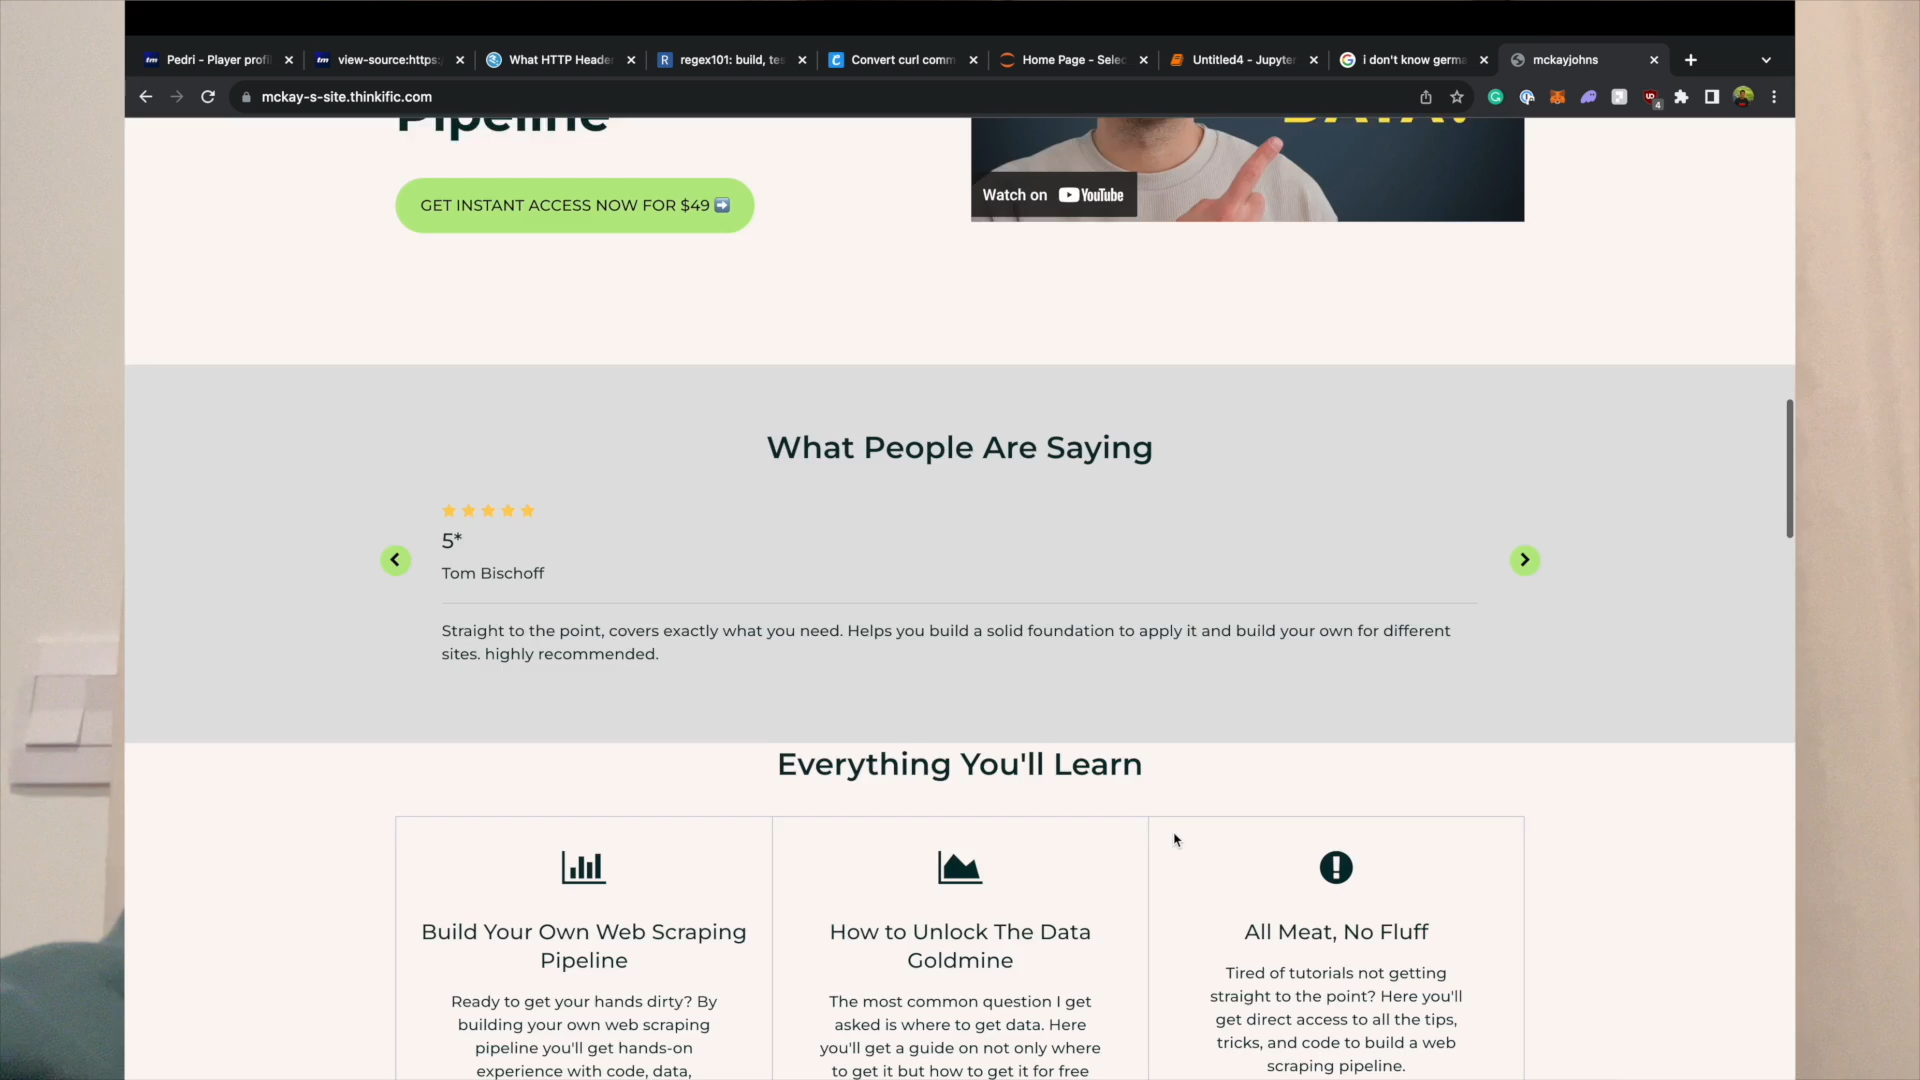 Pedri - Player profi
view-source:https:
What HTTP Heade
regex101: build, tes
Convert curl comm
Home Page - Selec
Untitled4 - Jupyter
i don't know germa
mckayjohns
mckay-s-site.thinkific.com
Pipeline
DATA!
Watch on YouTube
GET INSTANT ACCESS NOW FOR $49
What People Are Saying
5*
Tom Bischoff
Straight to the point, covers exactly what you need. Helps you build a solid foundation to apply it and build your own for different
sites. highly recommended.
Everything You'll Learn
Build Your Own Web Scraping
Pipeline
Ready to get your hands dirty? By
building your own web scraping
pipeline you'll get hands-on
experience with code, data,
How to Unlock The Data
Goldmine
The most common question I get
asked is where to get data. Here
you'll get a guide on not only where
to get it but how to get it for free
All Meat, No Fluff
Tired of tutorials not getting
straight to the point? Here you'll
get direct access to all the tips,
tricks, and code to build a web
scraping pipeline.